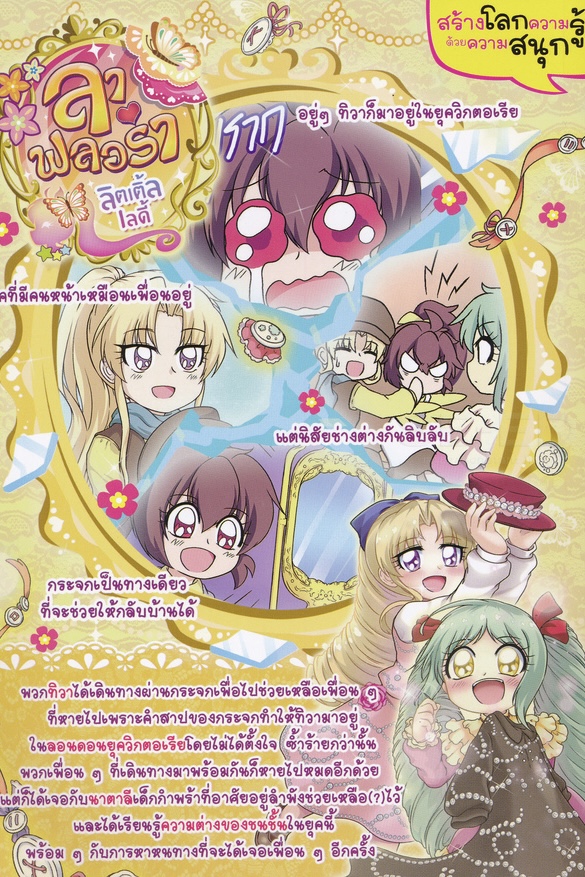 สร้างโลกความรู้
ด้วยความสนุก
ลา
ฟลอรา
ลิตเติ้ล
เลดี้
อยู่ๆ ทิวาก็มาอยู่ในยุควิกตอเรีย
คที่มีคนหน้าเหมือนเพื่อนอยู่
แต่นิสัยช่างต่างกันลิบลับ
กระจกเป็นทางเดียว
ที่จะช่วยให้กลับบ้านได้
พวกทิวาได้เดินทางผ่านกระจกเพื่อไปช่วยเหลือเพื่อน ๆ
ที่หายไปเพราะคำสาปของกระจกทำให้ทิวามาอยู่
ในลอนดอนยุควิกตอเรียโดยไม่ได้ตั้งใจ ซ้ำร้ายกว่านั้น
พวกเพื่อน ๆ ที่เดินทางมาพร้อมกันก็หายไปหมดอีกด้วย
แต่ก็ได้เจอกับนาตาลีเด็กกำพร้าที่อาศัยอยู่ลำพังช่วยเหลือ(?)ไว้
และได้เรียนรู้ความต่างของชนชั้นในยุคนี้
พร้อม ๆ กับการหาหนทางที่จะได้เจอเพื่อน ๆ อีกครั้ง